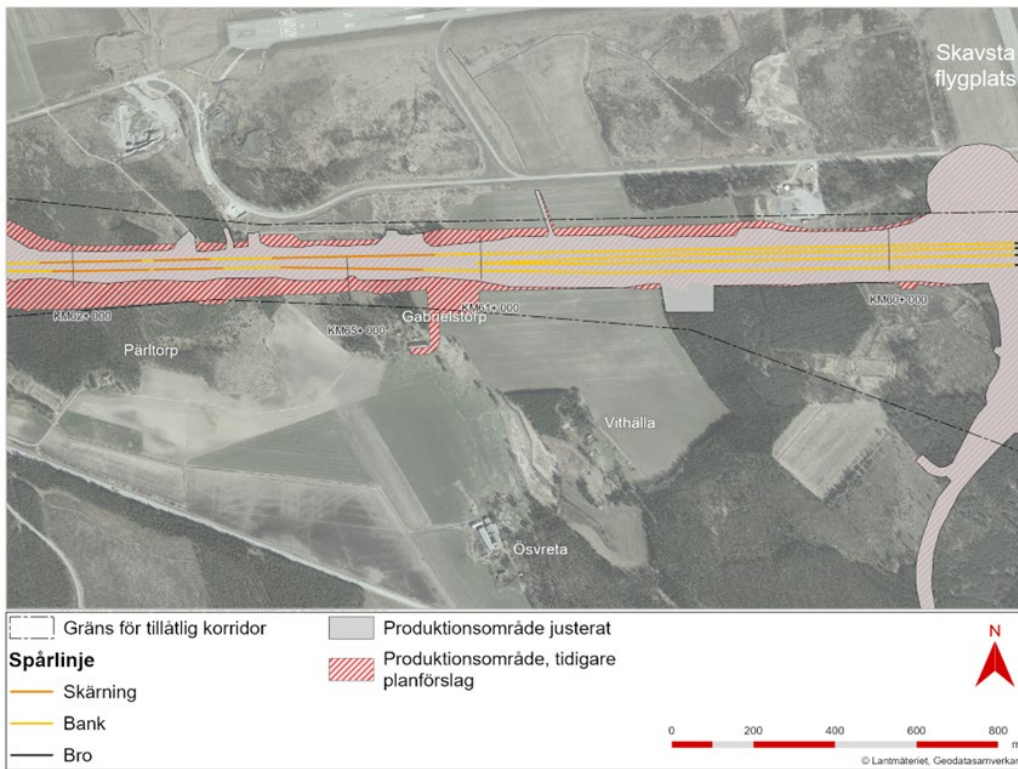 Skavsta
flygplats
KM62+ 000
KM65+ 000
KM61+ 000
KM60+ 000
Gabrielstorp
Pärltorp
Vithälla
Ösvreta
Gräns för tillåtlig korridor
Spårlinje
Skärning
Bank
Bro
Produktionsområde justerat
Produktionsområde, tidigare
planförslag
N
0 200 400 600 800
m
© Lantmäteriet, Geodatasamverkan